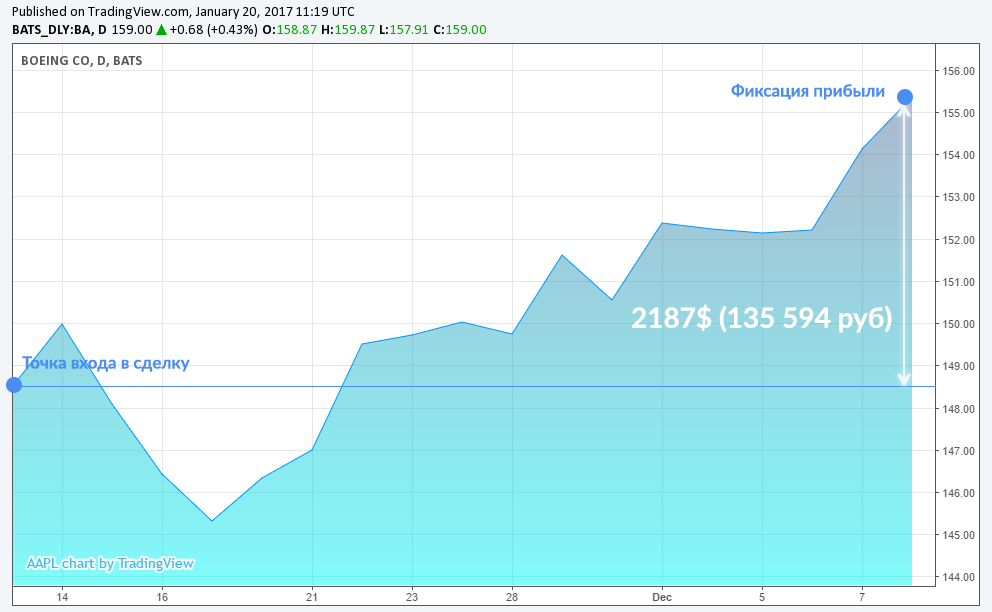 Published on TradingView.com, January 20, 2017 11:19 UTC
BATS_DLY:BA, D 159.00 ▲ +0.68 (+0.43%) O:158.87 H:159.87 L:157.91 C:159.00
BOEING CO, D, BATS
156.00
Фиксация прибыли
155.00
154.00
153.00
152.00
151.00
2187$ (135 594 руб)
150.00
Точка входа в сделку
149.00
148.00
147.00
146.00
145.00
AAPL chart by TradingView
144.00
14 16 21 23 28 Dec 5 7